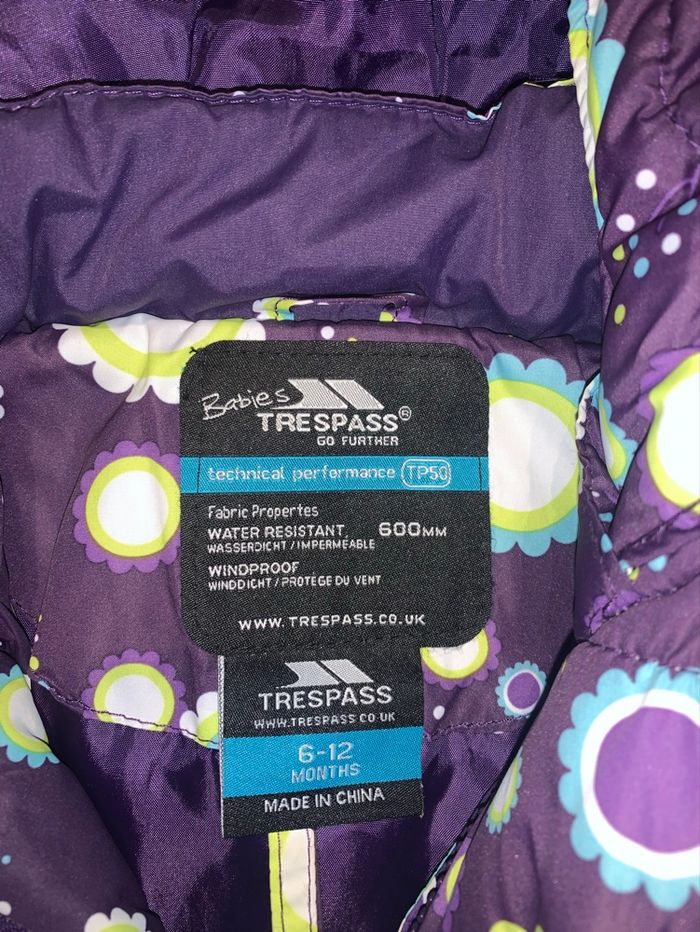 Babies
TRESPASS®
GO FURTHER
technical performance TP50
Fabric Propertes
WATER RESISTANT 600MM
WASSERDICHT / IMPERMEABLE
WINDPROOF
WINDDICHT / PROTÉGE DU VENT
WWW.TRESPASS.CO.UK
TRESPASS
WWW.TRESPASS.CO.UK
6-12
MONTHS
MADE IN CHINA